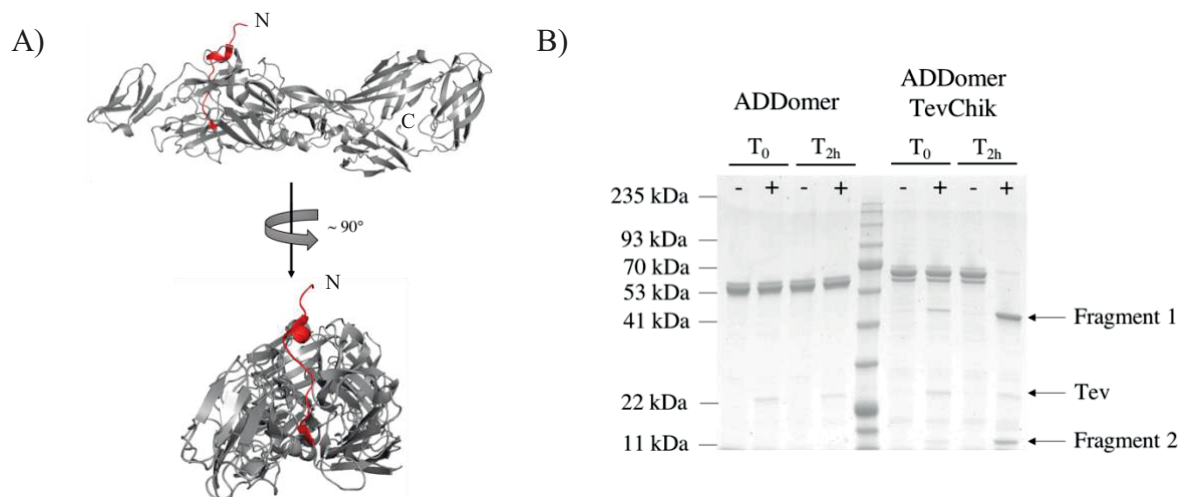 A)
N
C
~ 90°
N
B)
ADDomer
ADDomer
TevChik
T0 T2h T0 T2h
- + - + - + - +
235 kDa
93 kDa
70 kDa
53 kDa
41 kDa
22 kDa
11 kDa
Fragment 1
Tev
Fragment 2